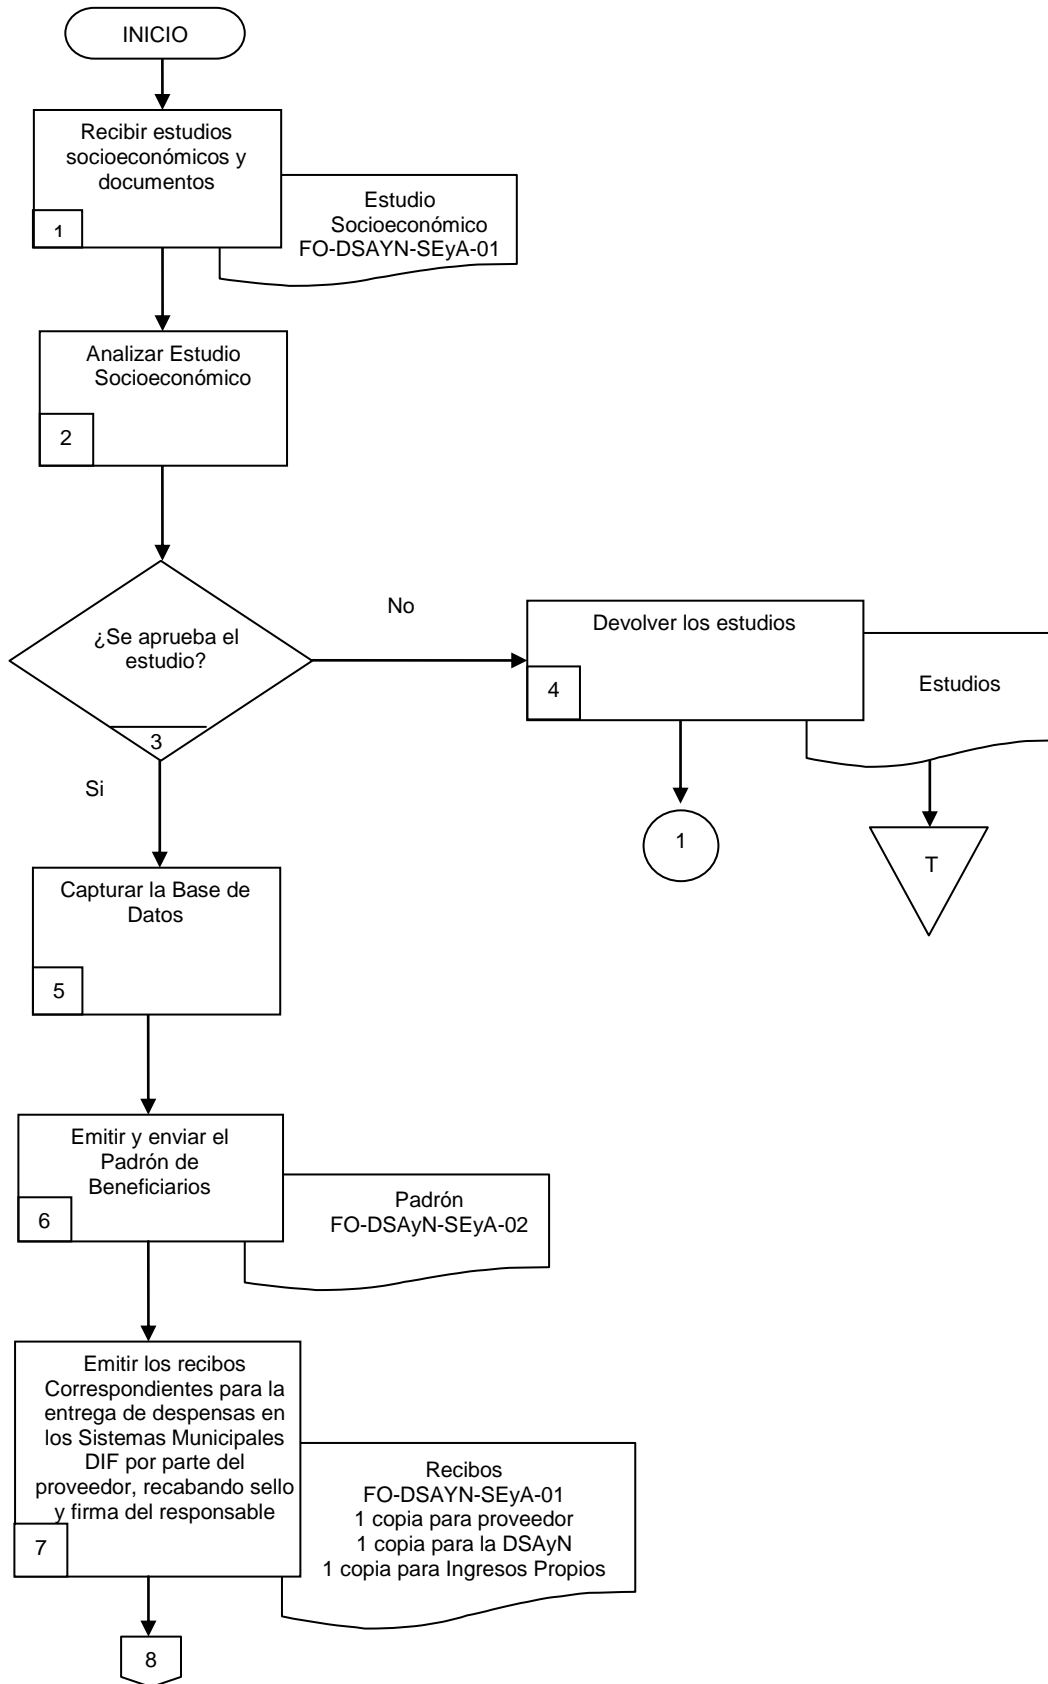 INICIO
Recibir estudios
socioeconómicos y
documentos
1
Estudio
Socioeconómico
FO-DSAYN-SEyA-01
Analizar Estudio
Socioeconómico
2
¿Se aprueba el
estudio?
3
No
Devolver los estudios
4
Estudios
1
T
Si
Capturar la Base de
Datos
5
Emitir y enviar el
Padrón de
Beneficiarios
6
Padrón
FO-DSAyN-SEyA-02
Emitir los recibos
Correspondientes para la
entrega de despensas en
los Sistemas Municipales
DIF por parte del
proveedor, recabando sello
y firma del responsable
7
Recibos
FO-DSAYN-SEyA-01
1 copia para proveedor
1 copia para la DSAyN
1 copia para Ingresos Propios
8